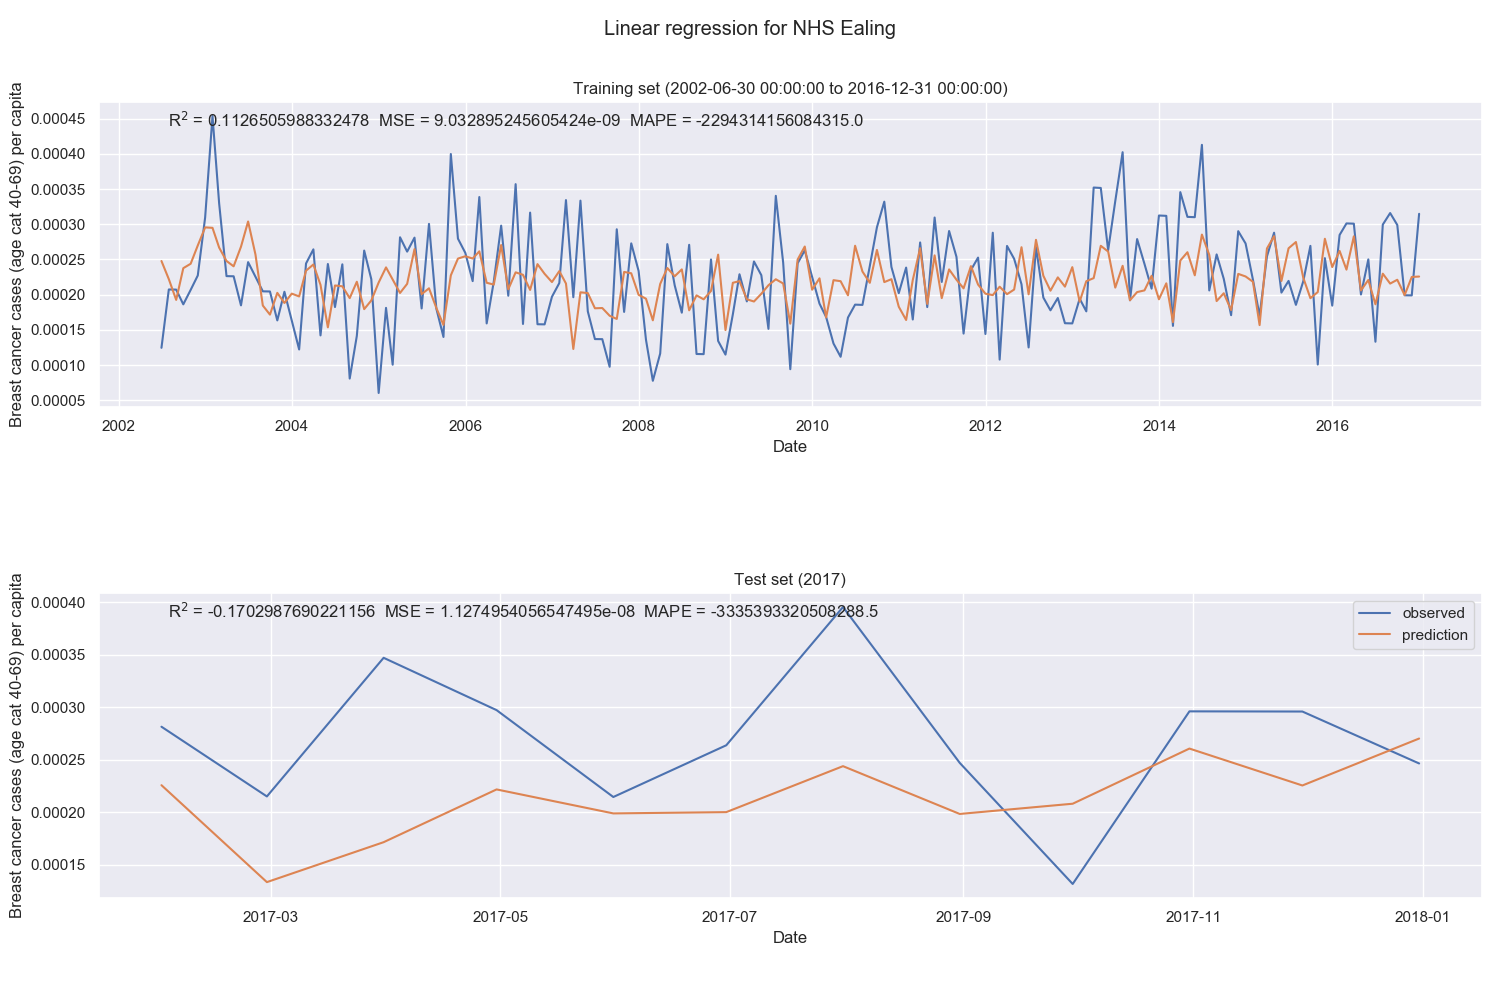 Linear regression for NHS Ealing
Training set (2002-06-30 00:00:00 to 2016-12-31 00:00:00)
R² = 0.1126505988332478 MSE = 9.032895245605424e-09 MAPE = -2294314156084315.0
Breast cancer cases (age cat 40-69) per capita
0.00045
0.00040
0.00035
0.00030
0.00025
0.00020
0.00015
0.00010
0.00005
2002 2004 2006 2008 2010 2012 2014 2016
Date
Test set (2017)
R² = -0.1702987690221156 MSE = 1.1274954056547495e-08 MAPE = -3335393320508288.5
observed
prediction
Breast cancer cases (age cat 40-69) per capita
0.00040
0.00035
0.00030
0.00025
0.00020
0.00015
2017-03 2017-05 2017-07 2017-09 2017-11 2018-01
Date